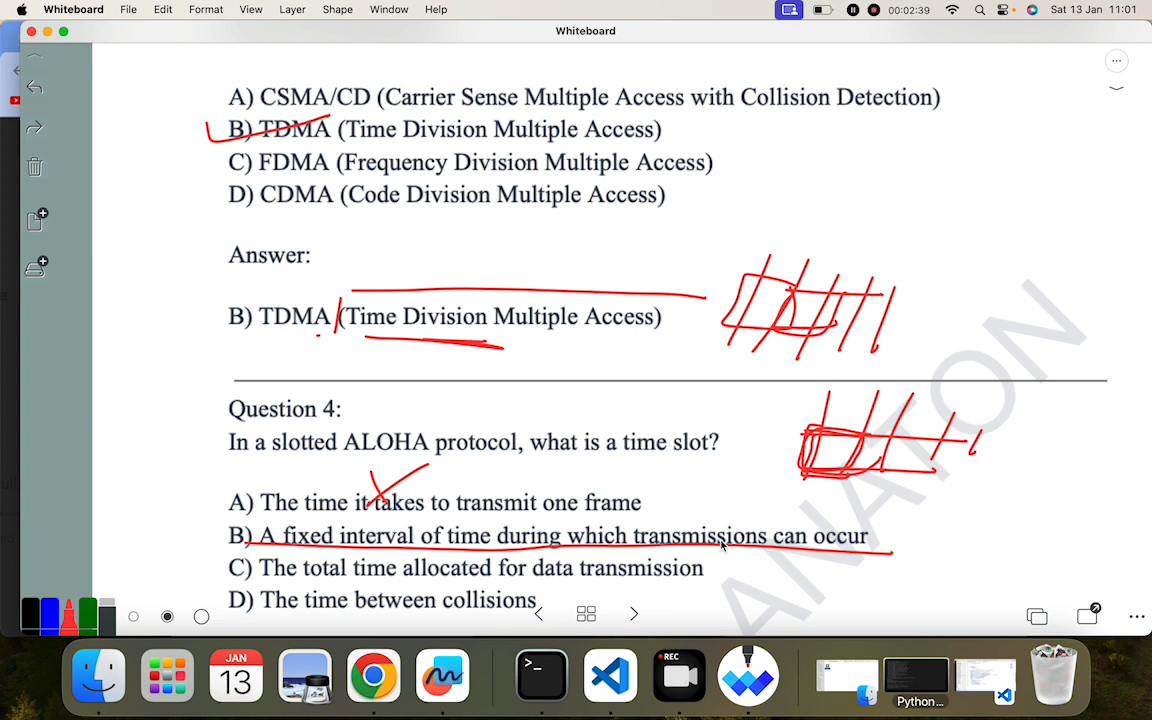 Whiteboard File Edit Format View Layer Shape Window Help 00:02:39 Sat 13 Jan 11:01
Whiteboard
A) CSMA/CD (Carrier Sense Multiple Access with Collision Detection)
B) TDMA (Time Division Multiple Access)
C) FDMA (Frequency Division Multiple Access)
D) CDMA (Code Division Multiple Access)
Answer:
B) TDMA (Time Division Multiple Access)
Question 4:
In a slotted ALOHA protocol, what is a time slot?
A) The time it takes to transmit one frame
B) A fixed interval of time during which transmissions can occur
C) The total time allocated for data transmission
D) The time between collisions
ANATON
JAN
13
REC
Python...